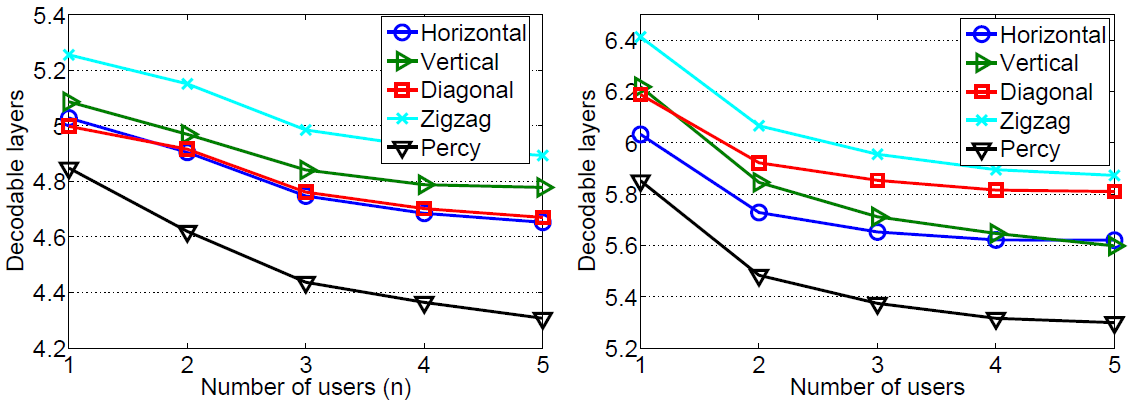 5.4
5.2
5
4.8
4.6
4.4
4.2
Decodable layers
1
2
3
4
5
Number of users (n)
Horizontal
Vertical
Diagonal
Zigzag
Percy
6.4
6.2
6
5.8
5.6
5.4
5.2
Decodable layers
1
2
3
4
5
Number of users
Horizontal
Vertical
Diagonal
Zigzag
Percy